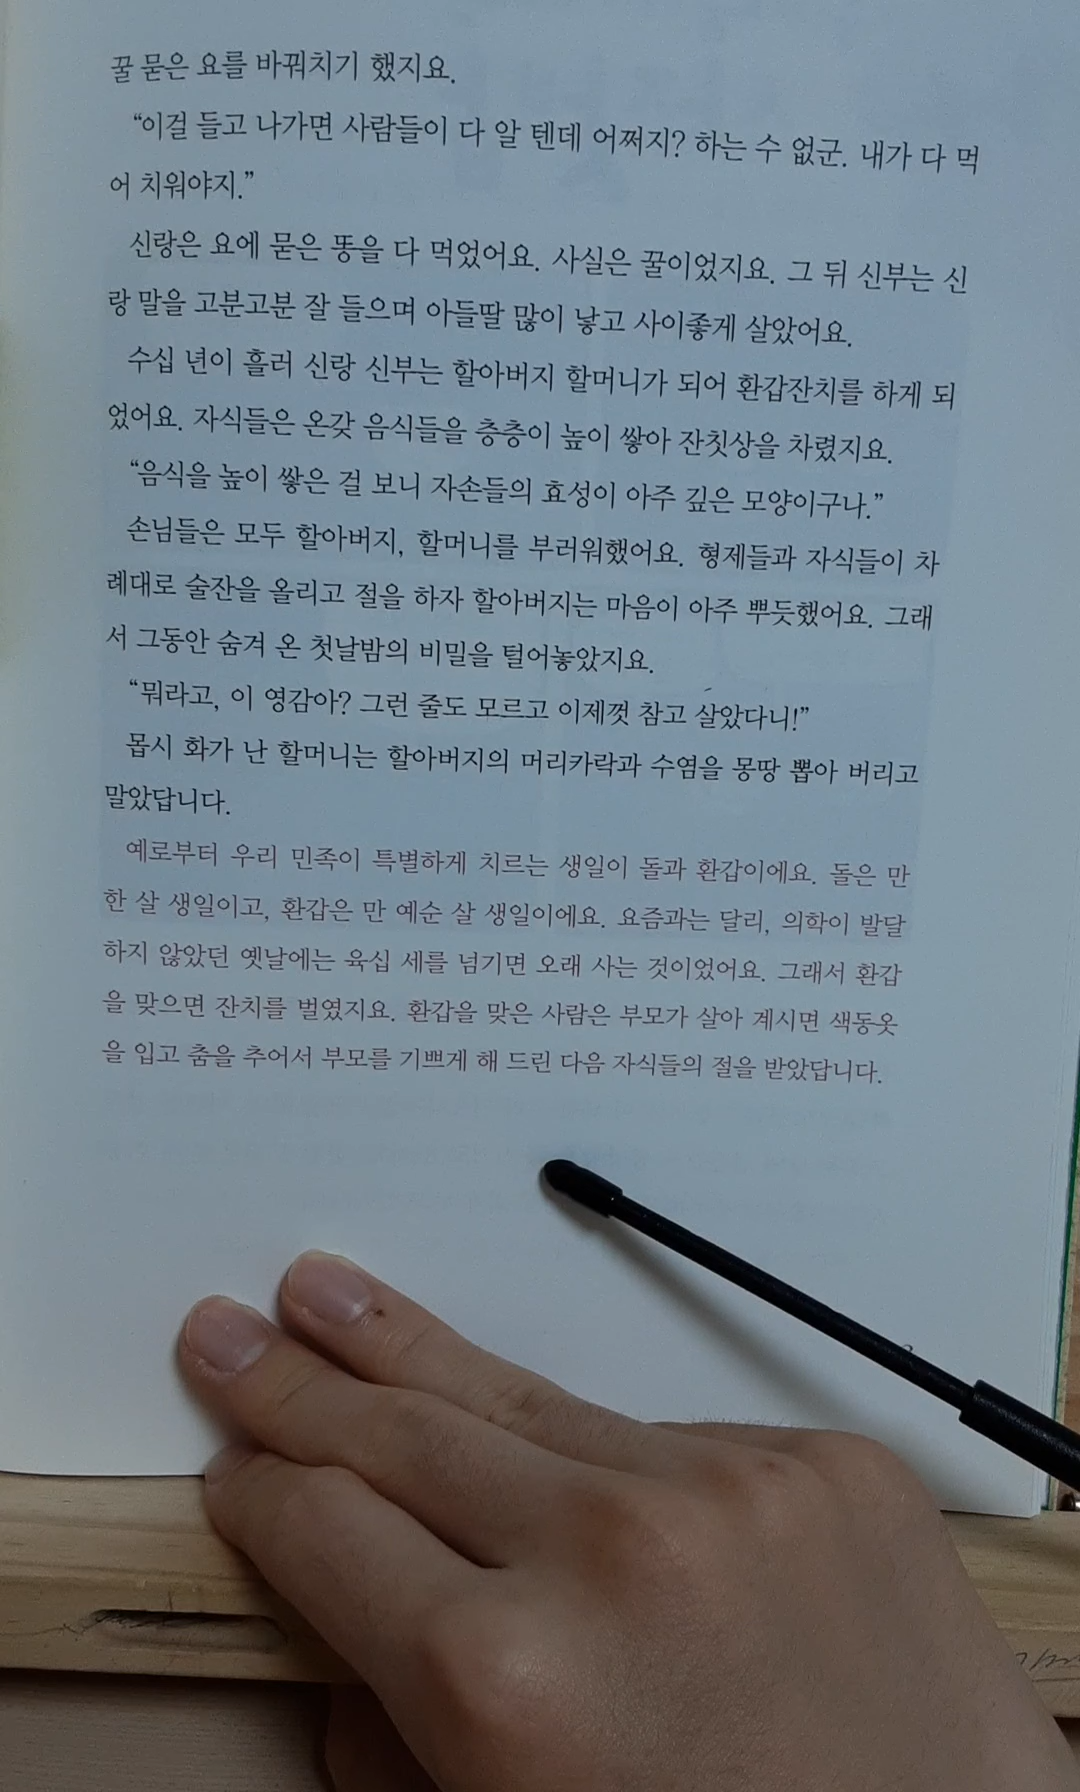 꿀 묻은 요를 바꿔치기 했지요.
“이걸 들고 나가면 사람들이 다 알 텐데 어쩌지? 하는 수 없군. 내가 다 먹
어 치워야지.”
신랑은 요에 묻은 똥을 다 먹었어요. 사실은 꿀이었지요. 그 뒤 신부는 신
랑 말을 고분고분 잘 들으며 아들딸 많이 낳고 사이좋게 살았어요.
수십 년이 흘러 신랑 신부는 할아버지 할머니가 되어 환갑잔치를 하게 되
었어요. 자식들은 온갖 음식들을 층층이 높이 쌓아 잔칫상을 차렸지요.
“음식을 높이 쌓은 걸 보니 자손들의 효성이 아주 깊은 모양이구나.”
손님들은 모두 할아버지, 할머니를 부러워했어요. 형제들과 자식들이 차
례대로 술잔을 올리고 절을 하자 할아버지는 마음이 아주 뿌듯했어요. 그래
서 그동안 숨겨 온 첫날밤의 비밀을 털어놓았지요.
“뭐라고, 이 영감아? 그런 줄도 모르고 이제껏 참고 살았다니!”
몹시 화가 난 할머니는 할아버지의 머리카락과 수염을 몽땅 뽑아 버리고
말았답니다.
예로부터 우리 민족이 특별하게 치르는 생일이 돌과 환갑이에요. 돌은 만
한 살 생일이고, 환갑은 만 예순 살 생일이에요. 요즘과는 달리, 의학이 발달
하지 않았던 옛날에는 육십 세를 넘기면 오래 사는 것이었어요. 그래서 환갑
을 맞으면 잔치를 벌였지요. 환갑을 맞은 사람은 부모가 살아 계시면 색동옷
을 입고 춤을 추어서 부모를 기쁘게 해 드린 다음 자식들의 절을 받았답니다.